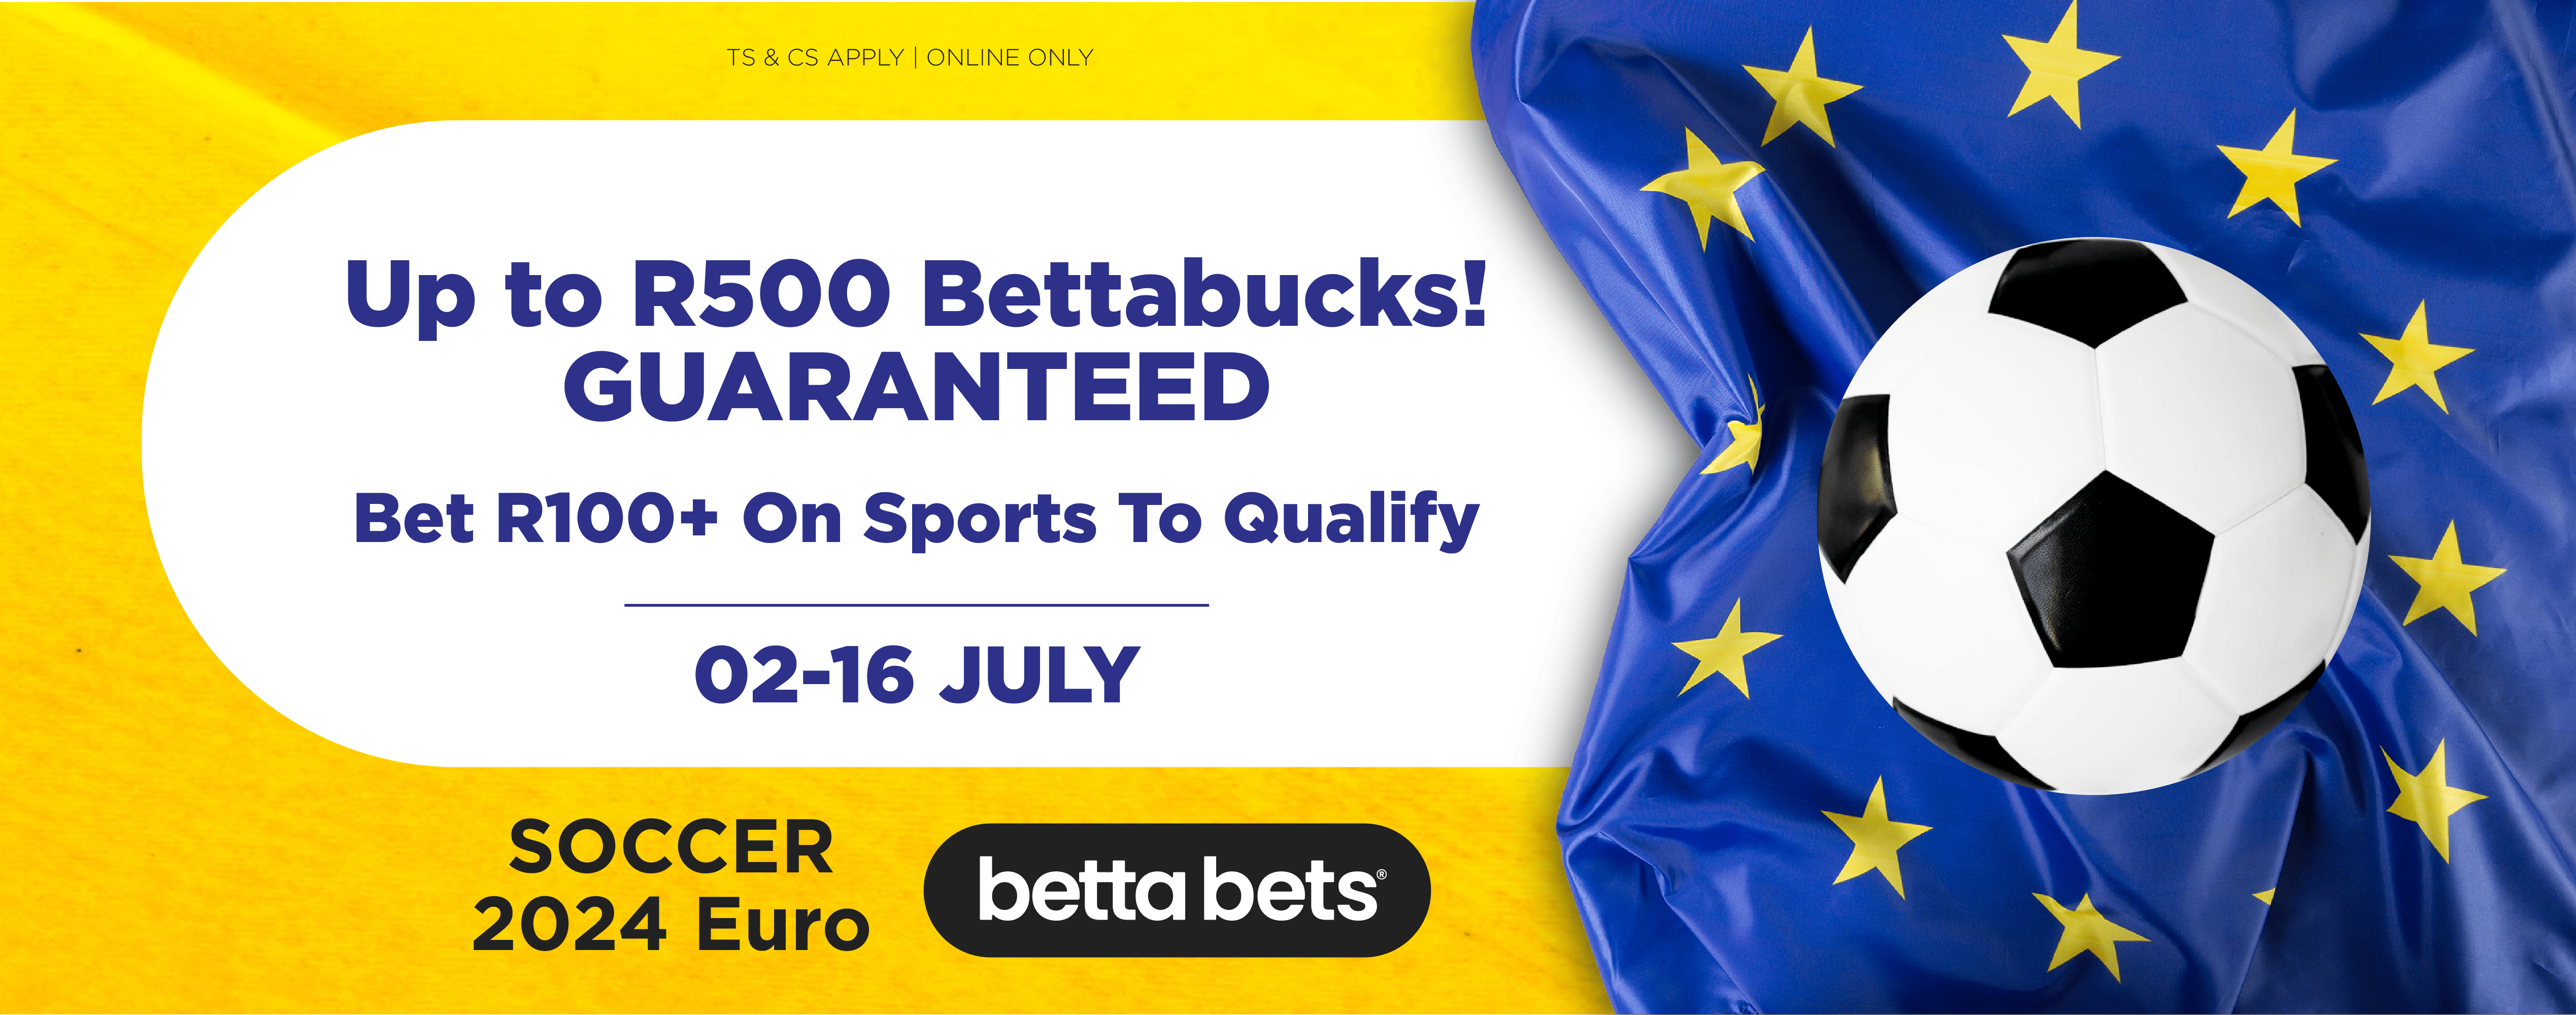 TS & CS APPLY | ONLINE ONLY
Up to R500 Bettabucks!
GUARANTEED
Bet R100+ On Sports To Qualify
02-16 JULY
SOCCER
2024 Euro
betta bets®